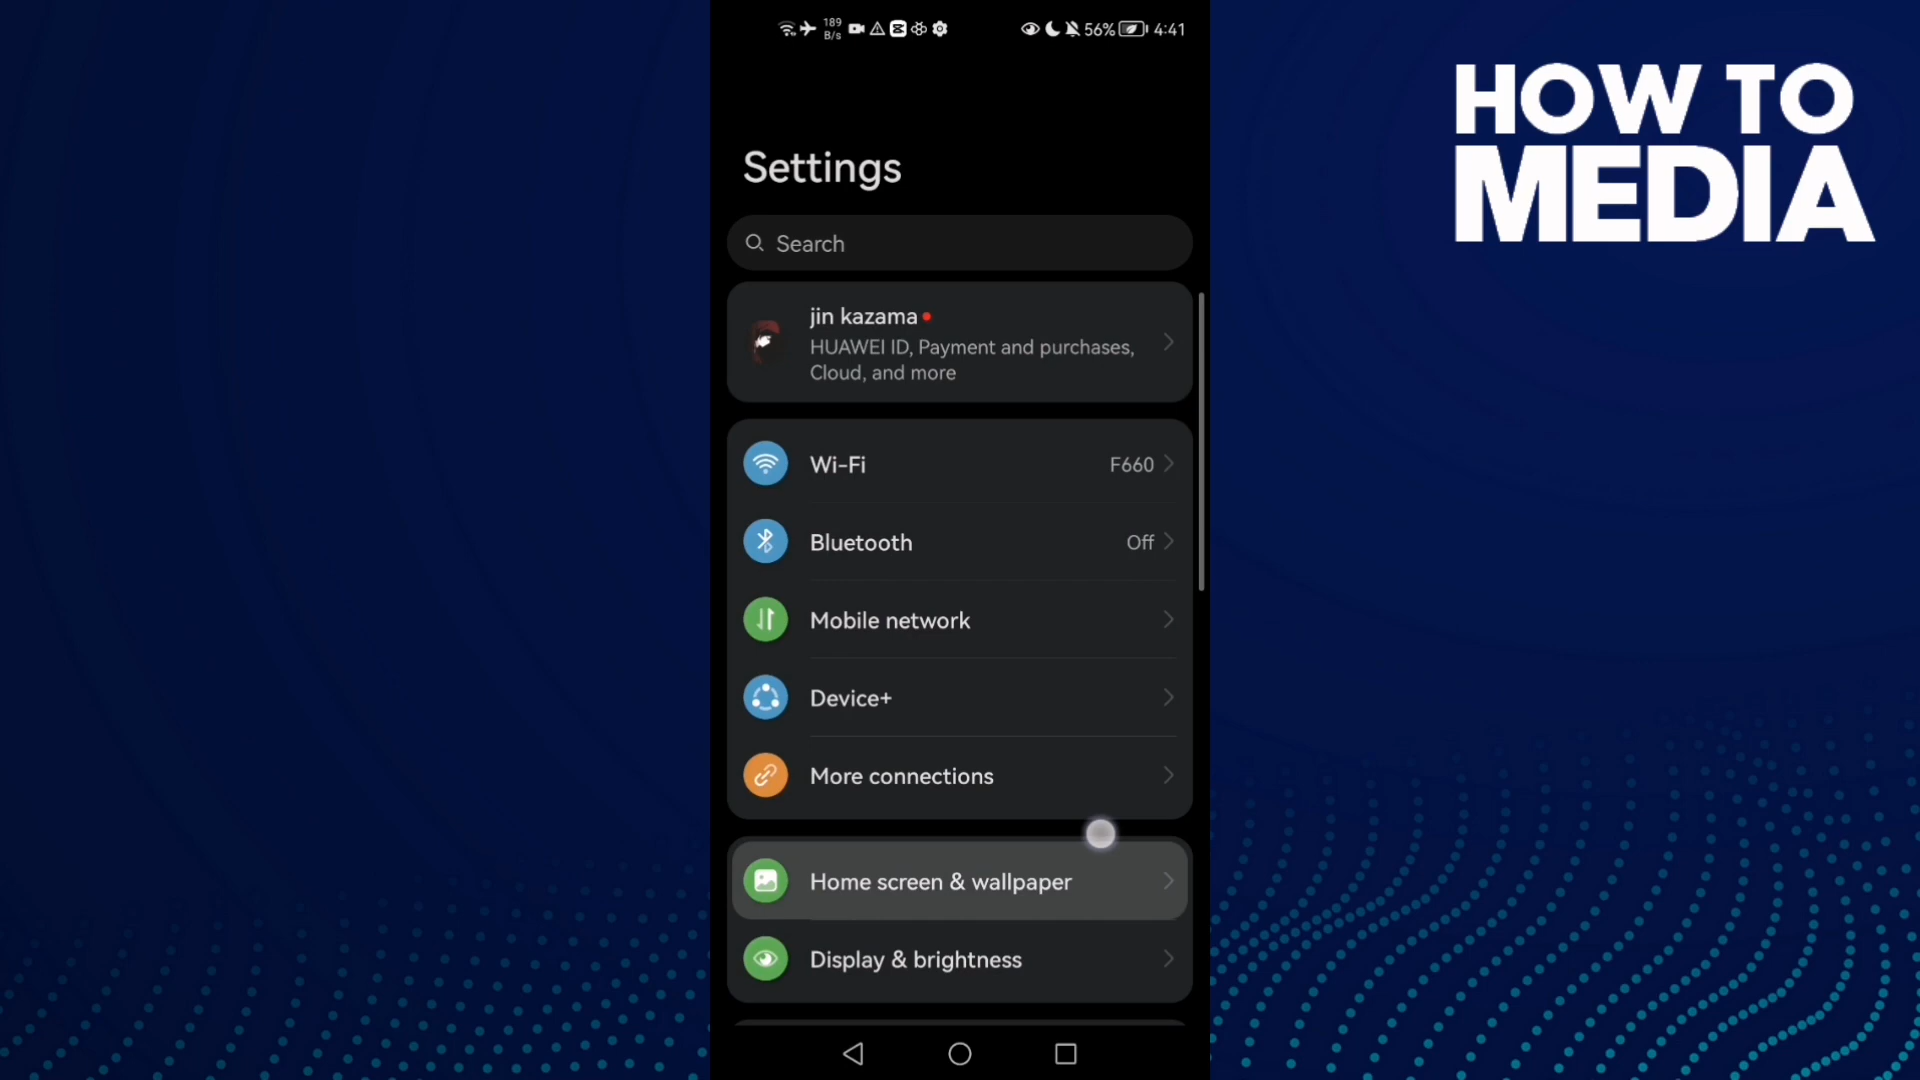 189
B/s
56%
4:41
HOW TO
MEDIA
Settings
Search
jin kazama
HUAWEI ID, Payment and purchases,
Cloud, and more
Wi-Fi
F660
Bluetooth
Off
Mobile network
Device+
More connections
Home screen & wallpaper
Display & brightness